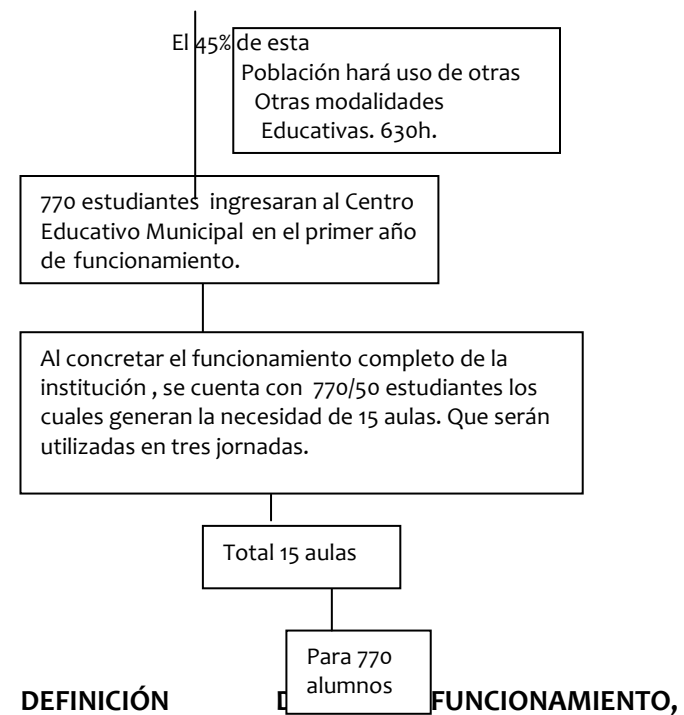 El 45% de esta
Población hará uso de otras
Otras modalidades
Educativas. 630h.
770 estudiantes ingresaran al Centro
Educativo Municipal en el primer año
de funcionamiento.
Al concretar el funcionamiento completo de la
institución , se cuenta con 770/50 estudiantes los
cuales generan la necesidad de 15 aulas. Que serán
utilizadas en tres jornadas.
Total 15 aulas
Para 770
alumnos
DEFINICIÓN FUNCIONAMIENTO,